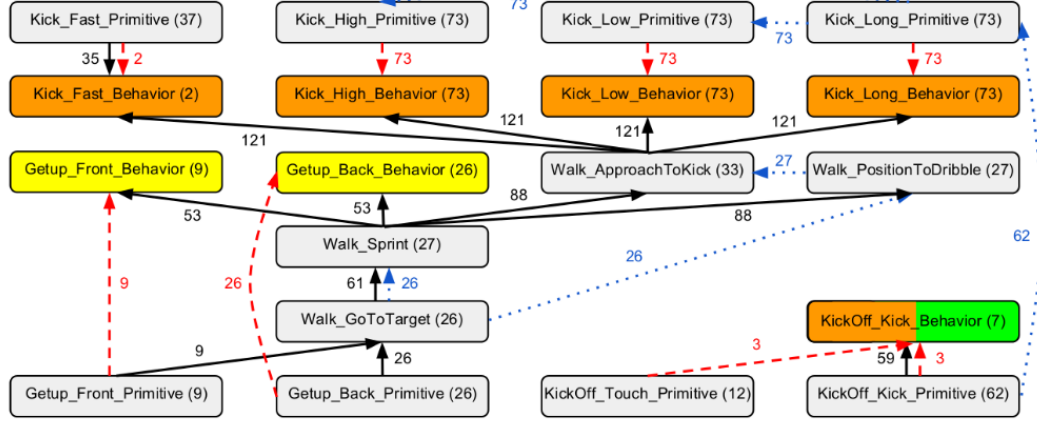 73
Kick_Fast_Primitive (37)
Kick_High_Primitive (73)
Kick_Low_Primitive (73)
Kick_Long_Primitive (73)
73
35
2
73
73
73
Kick_Fast_Behavior (2)
Kick_High_Behavior (73)
Kick_Low_Behavior (73)
Kick_Long_Behavior (73)
121
121
121
121
Getup_Front_Behavior (9)
Getup_Back_Behavior (26)
Walk_ApproachToKick (33)
27
Walk_PositionToDribble (27)
53
53
88
88
Walk_Sprint (27)
62
26
9
26
61
26
Walk_GoToTarget (26)
KickOff_Kick_Behavior (7)
9
26
3
59
3
Getup_Front_Primitive (9)
Getup_Back_Primitive (26)
KickOff_Touch_Primitive (12)
KickOff_Kick_Primitive (62)